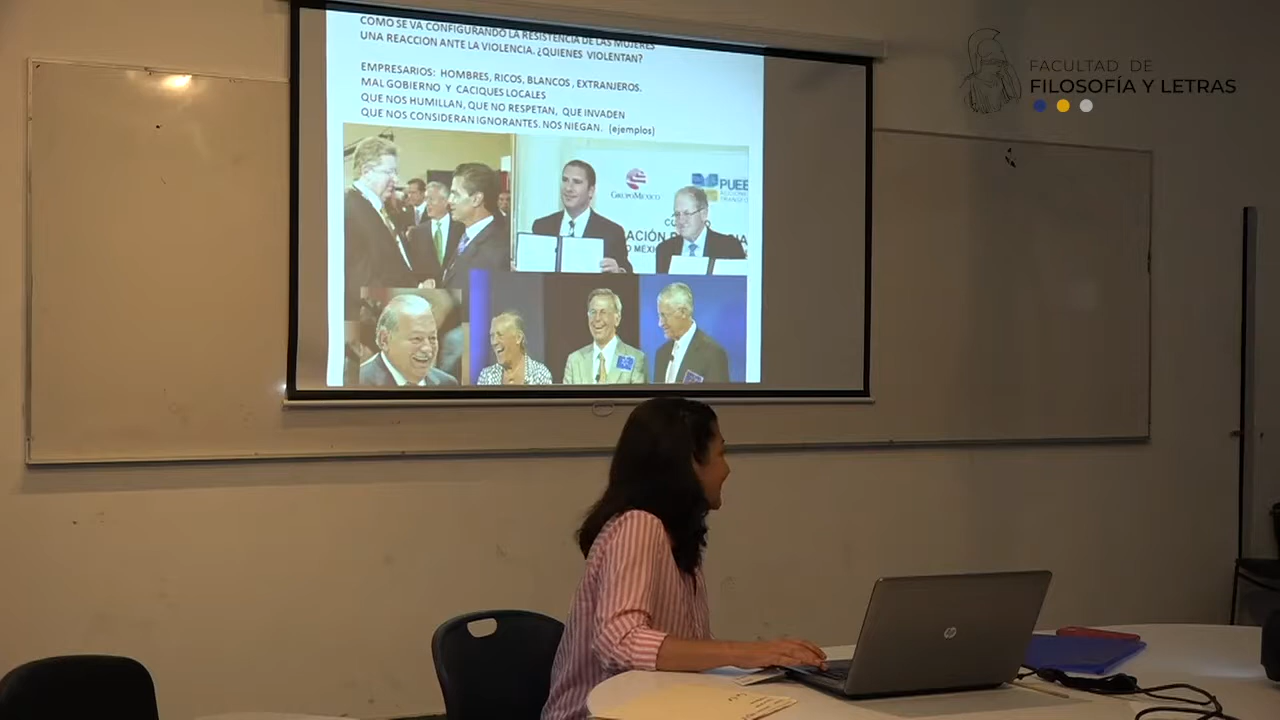 COMO SE VA CONFIGURANDO LA RESISTENCIA DE LAS MUJERES
UNA REACCION ANTE LA VIOLENCIA. ¿QUIENES VIOLENTAN?
EMPRESARIOS: HOMBRES, RICOS, BLANCOS, EXTRANJEROS.
MAL GOBIERNO Y CACIQUES LOCALES
QUE NOS HUMILLAN, QUE NO RESPETAN, QUE INVADEN
QUE NOS CONSIDERAN IGNORANTES. NOS NIEGAN. (ejemplos)
GRUPO MEXICO
PUEB
FACULTAD DE
FILOSOFÍA Y LETRAS
hp